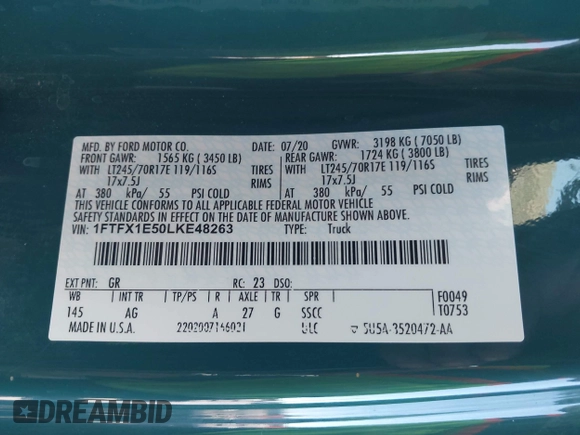 MFD. BY FORD MOTOR CO. DATE: 07/20 GVWR: 3198 KG (7050 LB)
FRONT GAWR: 1565 KG (3450 LB) REAR GAWR: 1724 KG (3800 LB)
LT245/70R17E 119/116S TIRES LT245/70R17E 119/116S TIRES
17x7.5J RIMS 17x7.5J RIMS
AT 380 kPa/ 55 PSI COLD AT 380 kPa/ 55 PSI COLD
THIS VEHICLE CONFORMS TO ALL APPLICABLE FEDERAL MOTOR VEHICLE
SAFETY STANDARDS IN EFFECT ON THE DATE OF MANUFACTURE SHOWN ABOVE.
VIN: 1FTFX1E50LKE48263 TYPE: Truck
EXT PNT: GR RC: 23 DSO:
WB INT TR TP/PS R AXLE TR SPR F0049
145 AG A 27 G SSCC T0753
MADE IN U.S.A. 2202007146021 5U5A-3520472-AA
DREAMBID